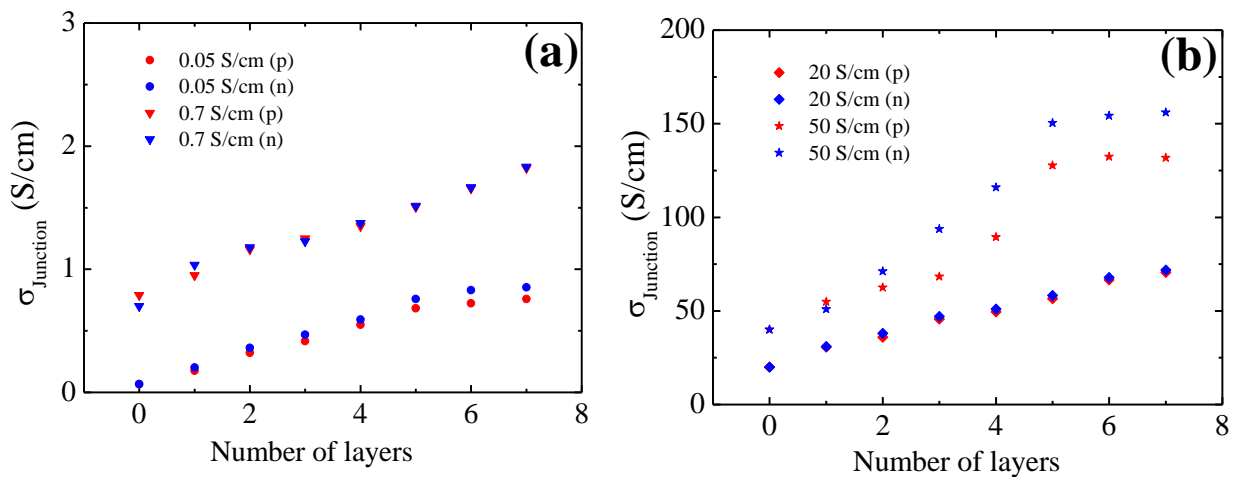 (a)
0.05 S/cm (p)
0.05 S/cm (n)
0.7 S/cm (p)
0.7 S/cm (n)
3
2
1
0
σJunction (S/cm)
0 2 4 6 8
Number of layers
(b)
20 S/cm (p)
20 S/cm (n)
50 S/cm (p)
50 S/cm (n)
200
150
100
50
0
σJunction (S/cm)
0 2 4 6 8
Number of layers